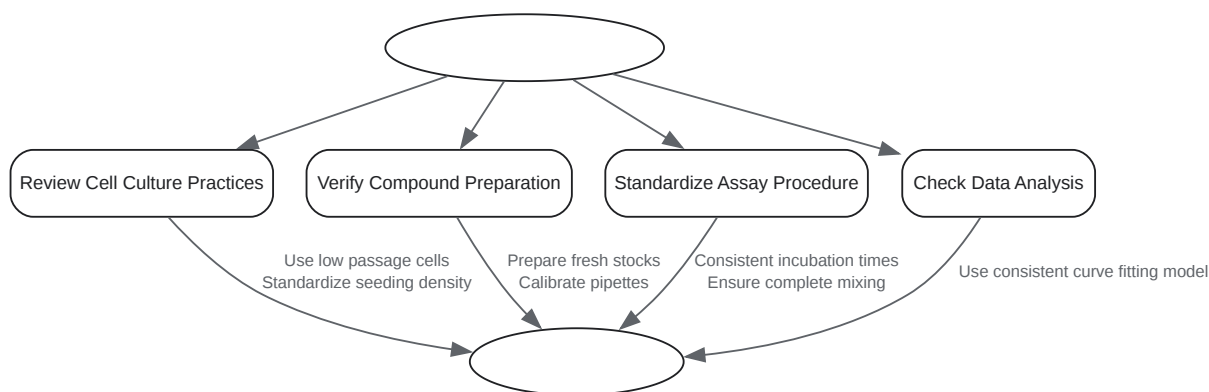 Review Cell Culture Practices
Verify Compound Preparation
Standardize Assay Procedure
Check Data Analysis
Use low passage cells
Standardize seeding density
Prepare fresh stocks
Calibrate pipettes
Consistent incubation times
Ensure complete mixing
Use consistent curve fitting model